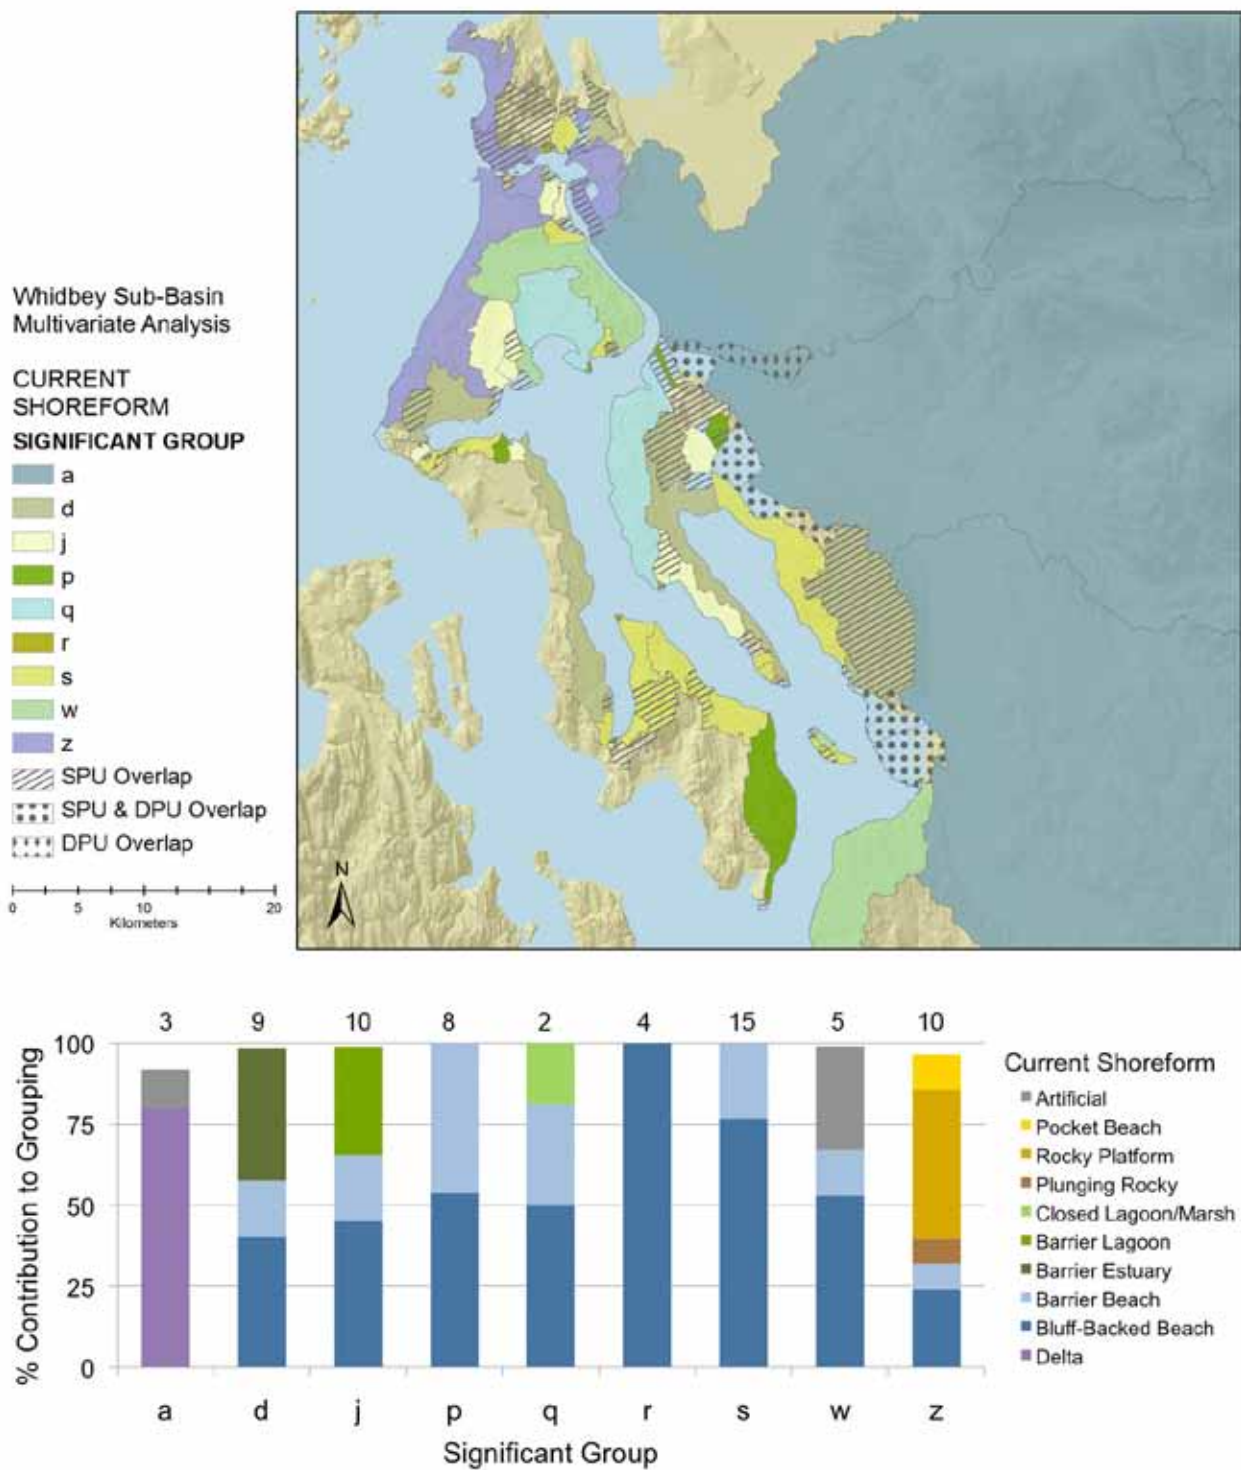 Whidbey Sub-Basin
Multivariate Analysis
CURRENT
SHOREFORM
SIGNIFICANT GROUP
a
d
j
p
q
r
s
w
z
SPU Overlap
SPU & DPU Overlap
DPU Overlap
0 5 10 20
Kilometers
N
3 9 10 8 2 4 15 5 10
100
75
50
25
0
% Contribution to Grouping
a d j p q r s w z
Significant Group
Current Shoreform
Artificial
Pocket Beach
Rocky Platform
Plunging Rocky
Closed Lagoon/Marsh
Barrier Lagoon
Barrier Estuary
Barrier Beach
Bluff-Backed Beach
Delta